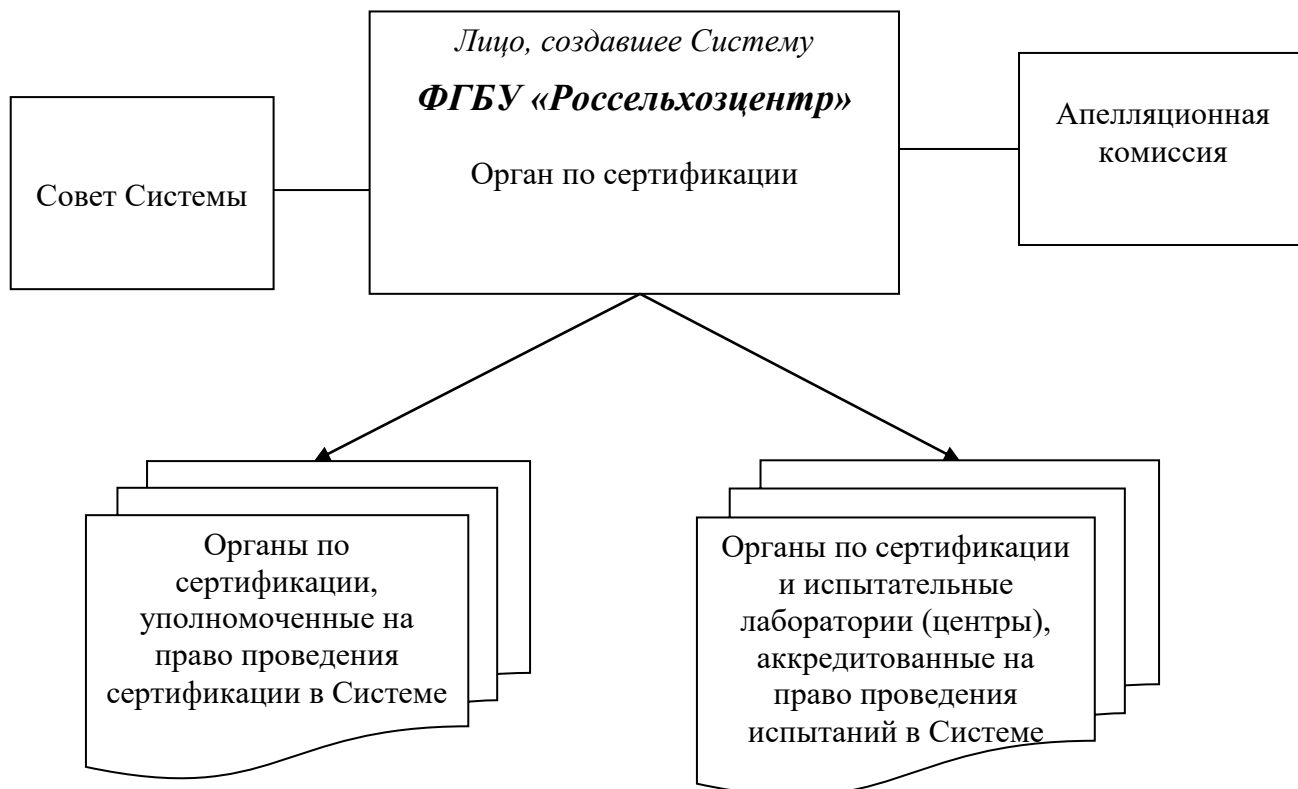 Лицо, создавшее Систему
ФГБУ «Россельхозцентр»
Орган по сертификации
Совет Системы
Апелляционная
комиссия
Органы по
сертификации,
уполномоченные на
право проведения
сертификации в Системе
Органы по сертификации
и испытательные
лаборатории (центры),
аккредитованные на
право проведения
испытаний в Системе